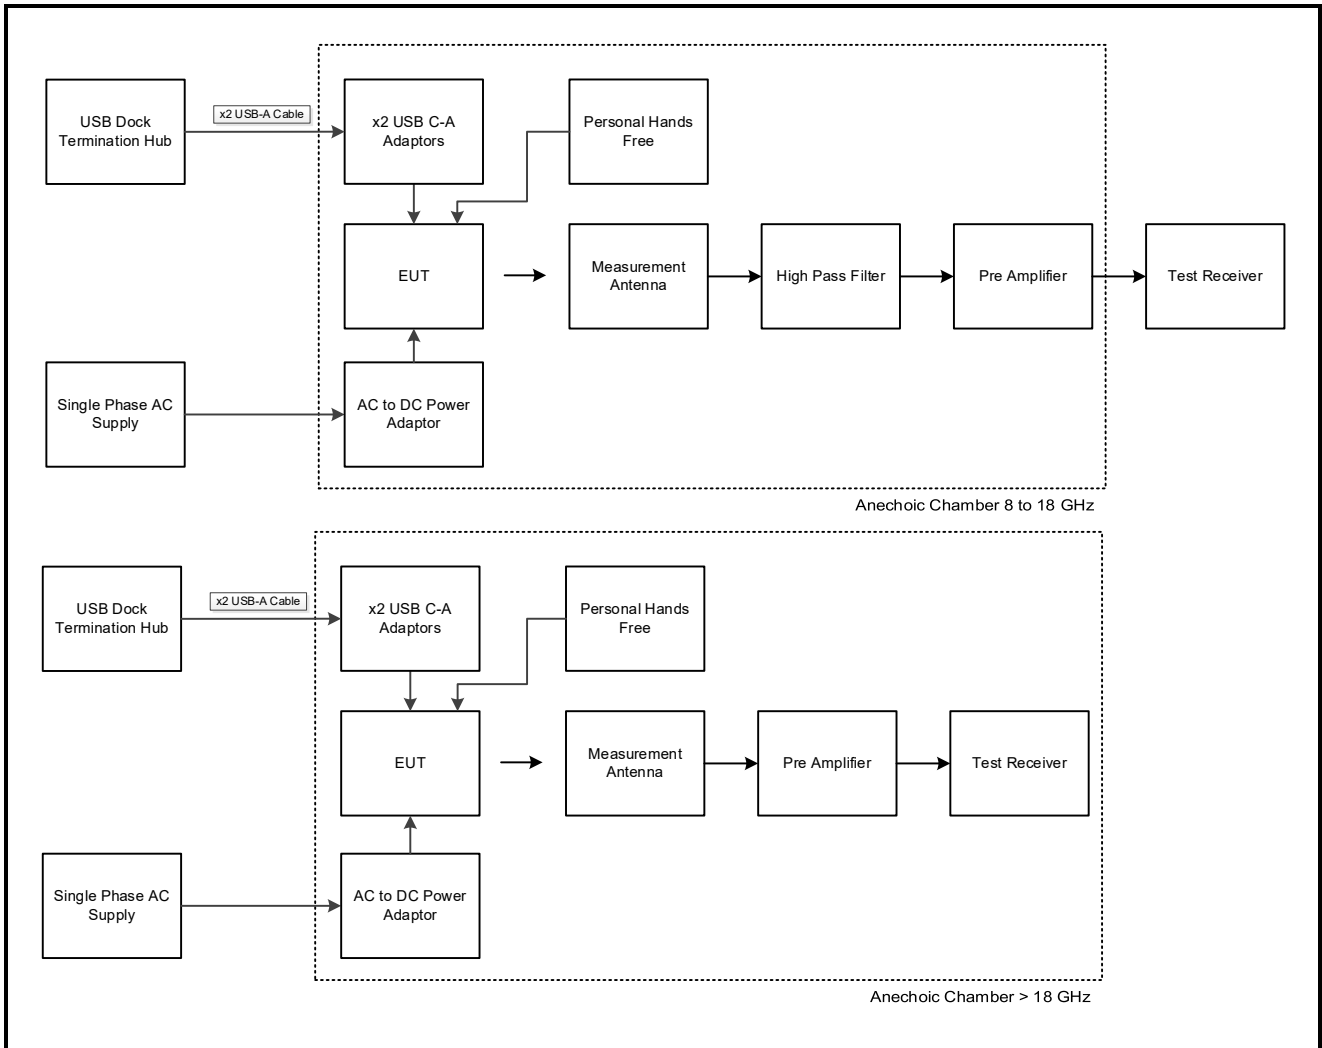 USB Dock
Termination Hub
x2 USB-A Cable
x2 USB C-A
Adaptors
Personal Hands
Free
EUT
Measurement
Antenna
High Pass Filter
Pre Amplifier
Test Receiver
Single Phase AC
Supply
AC to DC Power
Adaptor
Anechoic Chamber 8 to 18 GHz
USB Dock
Termination Hub
x2 USB-A Cable
x2 USB C-A
Adaptors
Personal Hands
Free
EUT
Measurement
Antenna
Pre Amplifier
Test Receiver
Single Phase AC
Supply
AC to DC Power
Adaptor
Anechoic Chamber > 18 GHz